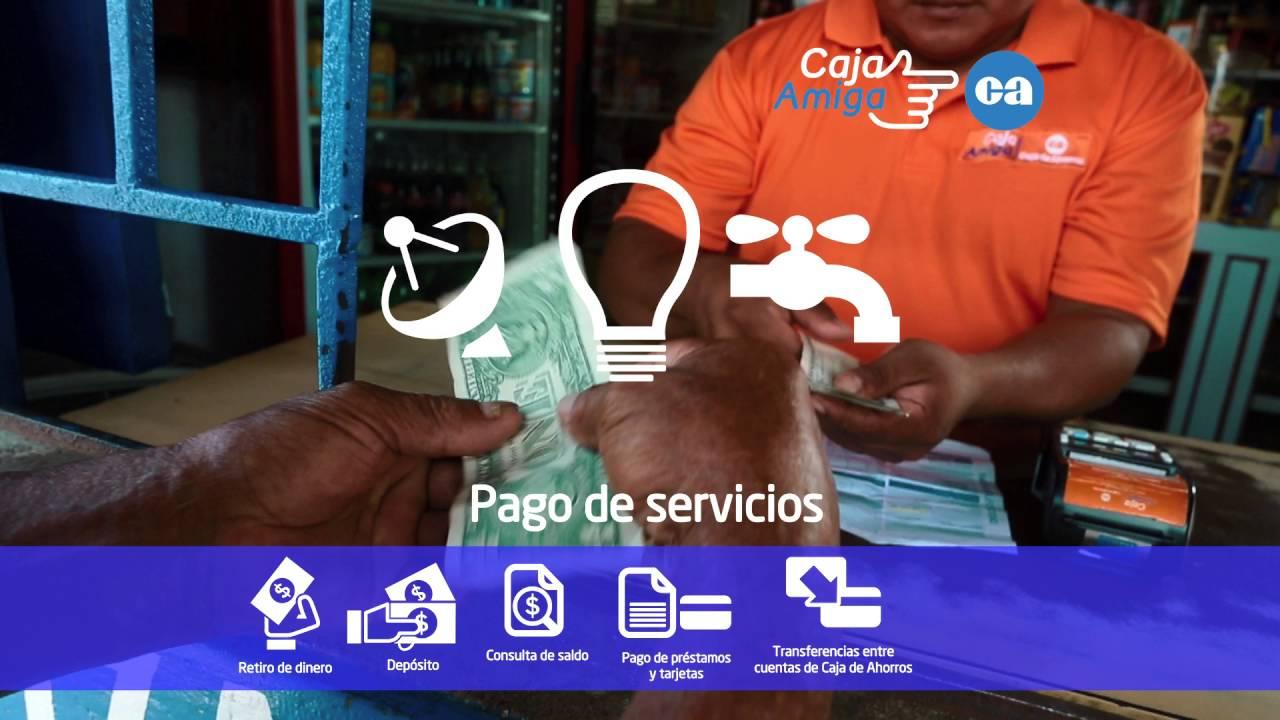 Caja
Amiga
ca
Caja
Amiga
Pago de servicios
Retiro de dinero
Depósito
Consulta de saldo
Pago de préstamos
y tarjetas
Transferencias entre
cuentas de Caja de Ahorros